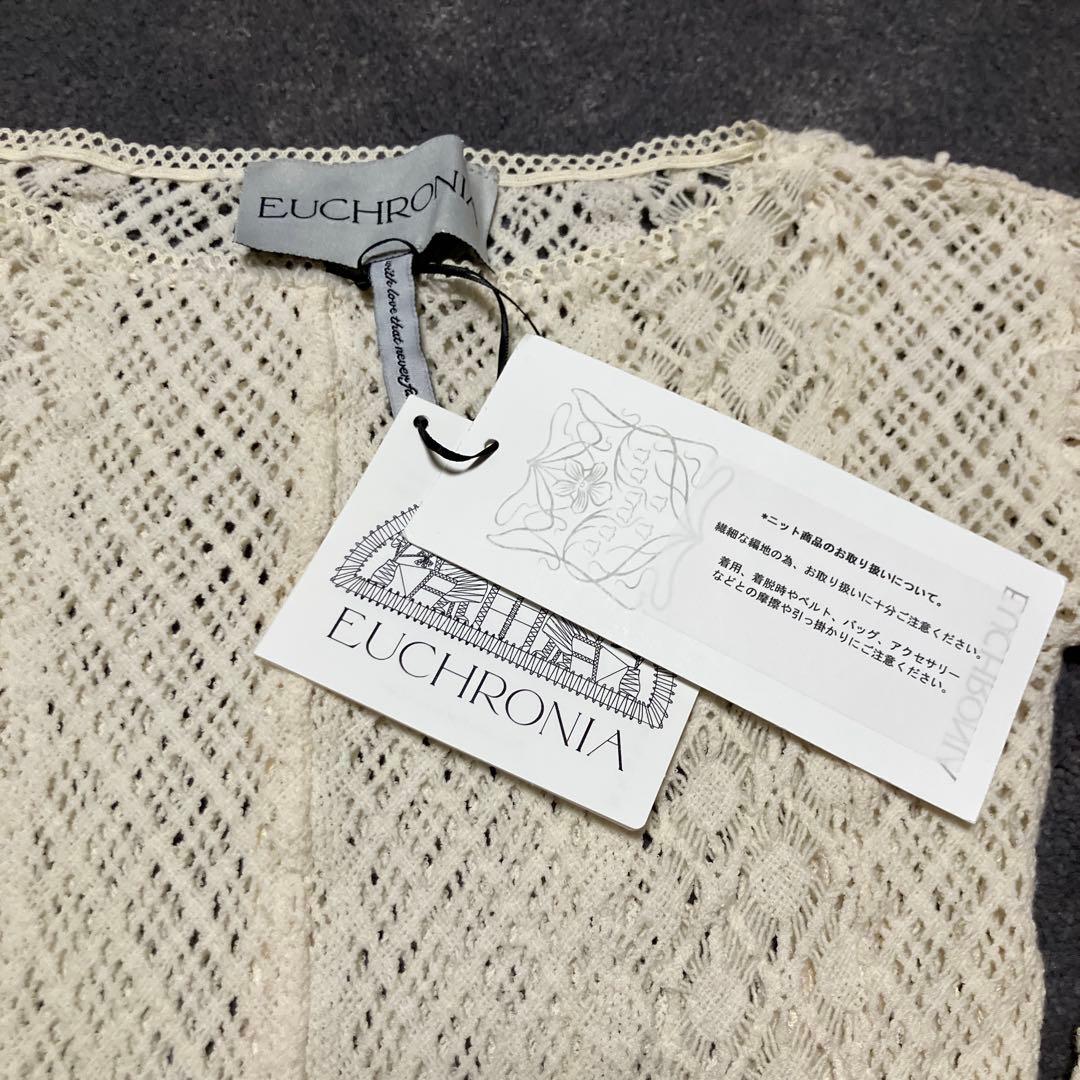 EUCHRONIA
with love that never
EUCHRONIA
*ニット商品のお取り扱いについて。
繊細な編地の為、お取り扱いに十分ご注意ください。
着用、着脱時やベルト、バッグ、アクセサリー
などとの摩擦や引っ掛かりにご注意ください。
EUCHRONIA